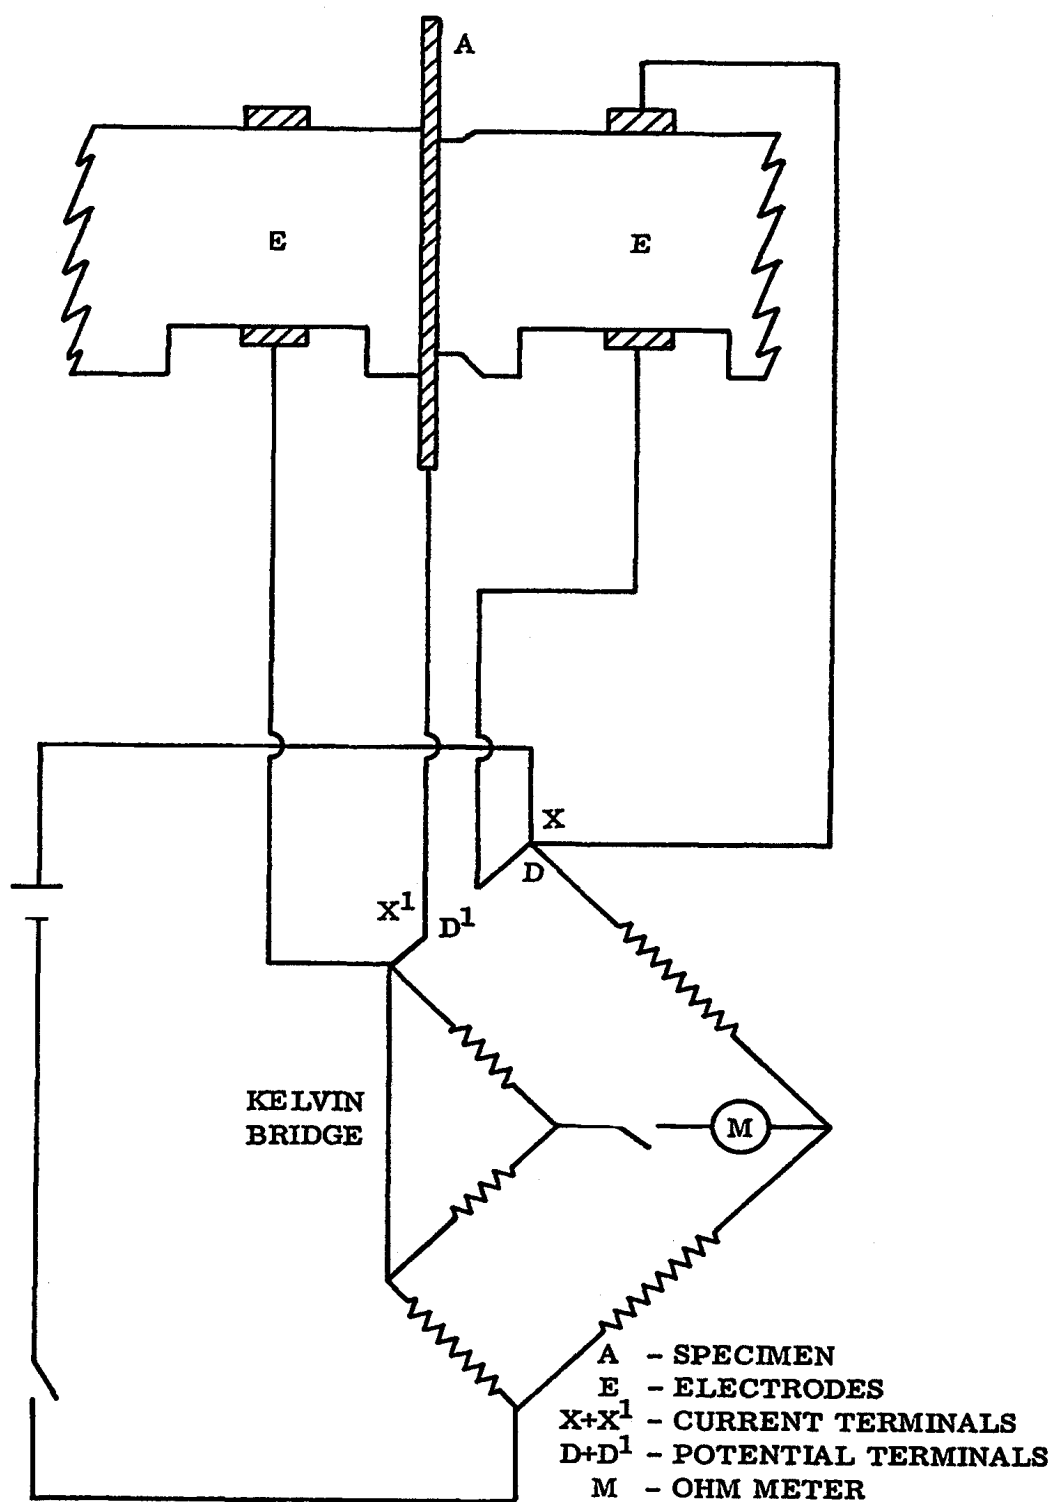 A
E
E
X
D
X¹
D¹
KELVIN
BRIDGE
M
A - SPECIMEN
E - ELECTRODES
X+X¹ - CURRENT TERMINALS
D+D¹ - POTENTIAL TERMINALS
M - OHM METER